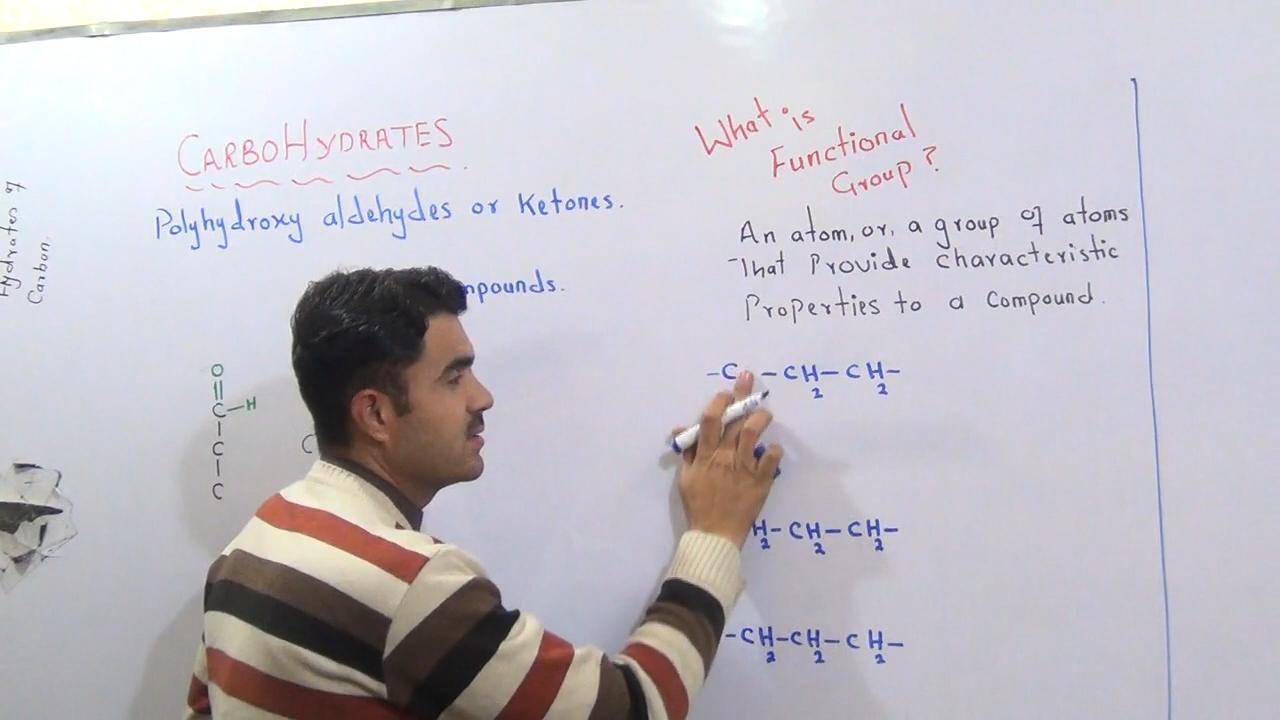 Hydrates of
Carbon.
CARBOHYDRATES
Polyhydroxy aldehydes or Ketones.
mpounds.
O
||
C–H
|
C
|
C
C
What is
Functional
Group?
An atom, or, a group of atoms
That Provide characteristic
Properties to a Compound.
–C –CH2–CH2–
H2–CH2–CH2–
–CH2–CH2–CH2–